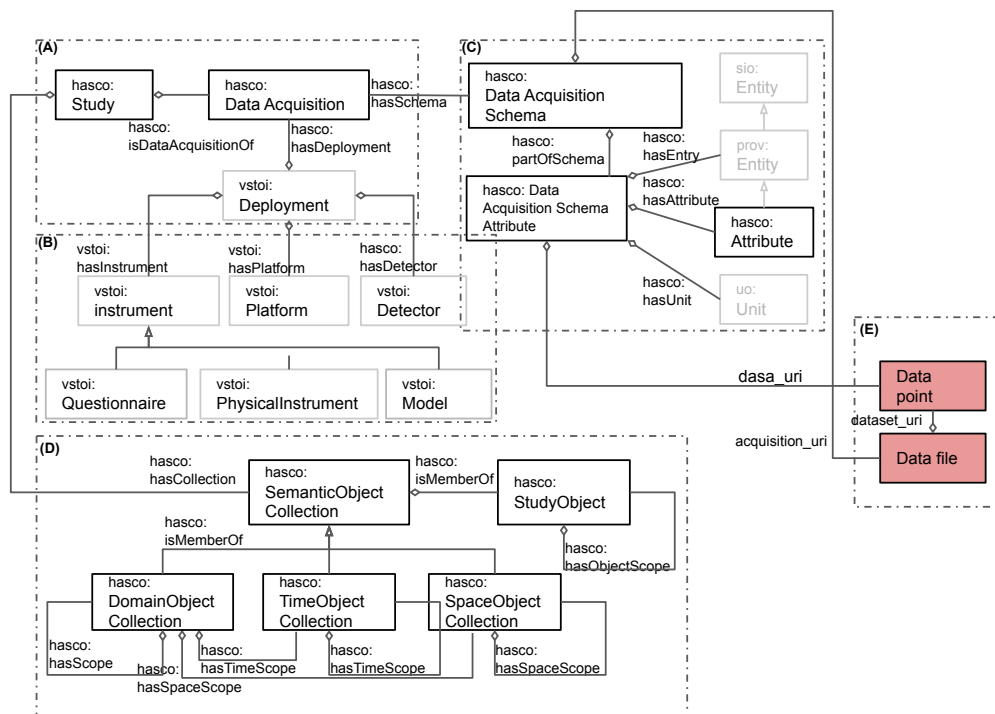 (A)
hasco:
Study
hasco:
Data Acquisition
hasco:
isDataAcquisitionOf
hasco:
hasDeployment
hasco:
hasSchema
vstoi:
Deployment
(B)
vstoi:
hasInstrument
vstoi:
hasPlatform
hasco:
hasDetector
vstoi:
instrument
vstoi:
Platform
vstoi:
Detector
vstoi:
Questionnaire
vstoi:
PhysicalInstrument
vstoi:
Model
(C)
hasco:
Data Acquisition
Schema
hasco:
partOfSchema
hasco:
hasEntry
hasco:
hasAttribute
hasco:
hasUnit
hasco: Data
Acquisition Schema
Attribute
sio:
Entity
prov:
Entity
hasco:
Attribute
uo:
Unit
(D)
hasco:
hasCollection
hasco:
SemanticObject
Collection
hasco:
isMemberOf
hasco:
StudyObject
hasco:
isMemberOf
hasco:
hasObjectScope
hasco:
DomainObject
Collection
hasco:
TimeObject
Collection
hasco:
SpaceObject
Collection
hasco:
hasScope
hasco:
hasSpaceScope
hasco:
hasTimeScope
hasco:
hasTimeScope
hasco:
hasSpaceScope
(E)
dasa_uri
Data
point
dataset_uri
acquisition_uri
Data file